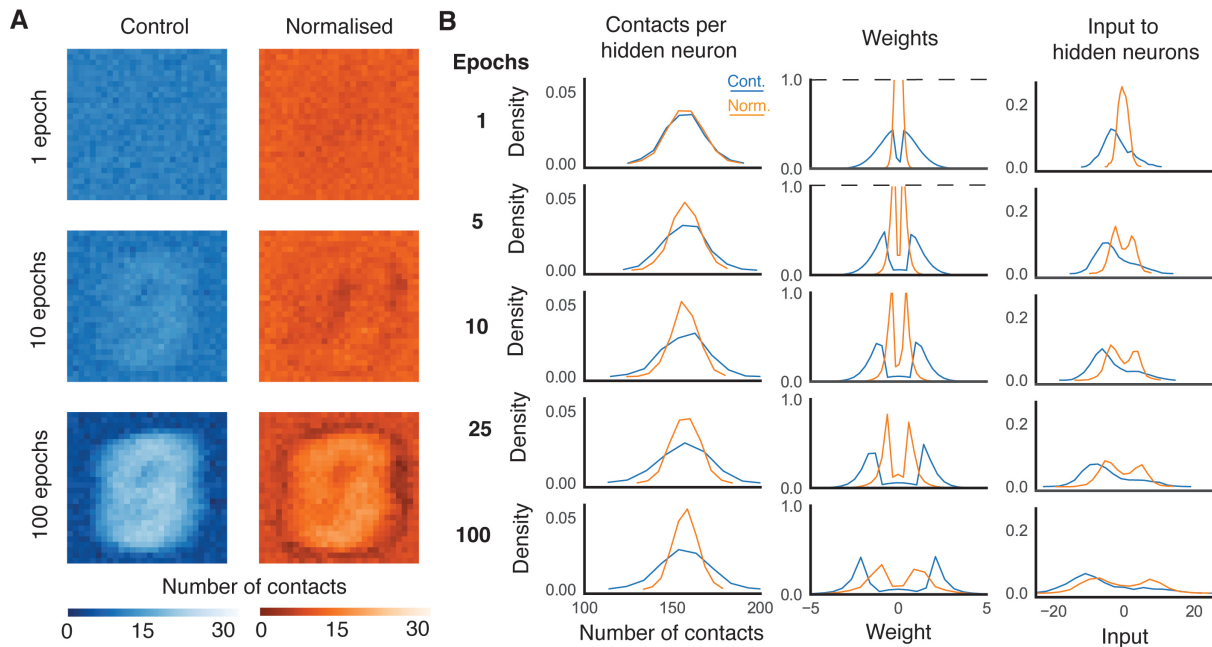 A
Control
Normalised
1 epoch
10 epochs
100 epochs
Number of contacts
0 15 30
0 15 30
B
Epochs
Contacts per
hidden neuron
Weights
Input to
hidden neurons
Cont.
Norm.
1
Density
0.05
0.00
1.0
0.0
0.2
0.0
5
Density
0.05
0.00
1.0
0.0
0.2
0.0
10
Density
0.05
0.00
1.0
0.0
0.2
0.0
25
Density
0.05
0.00
1.0
0.0
0.2
0.0
100
Density
0.05
0.00
1.0
0.0
0.2
0.0
100 150 200
−5 0 5
−20 0 20
Number of contacts
Weight
Input